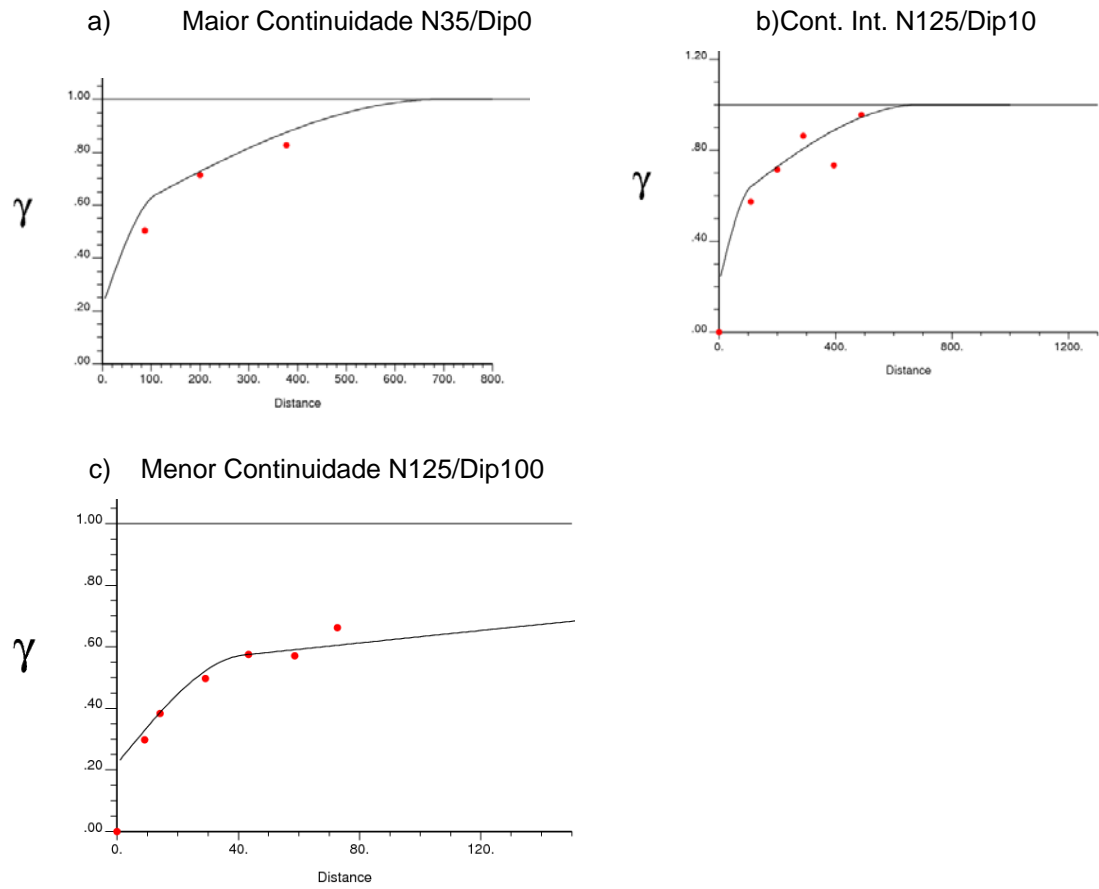 a) Maior Continuidade N35/Dip0
1.00
.80
.60
.40
.20
.00
γ
0. 100. 200. 300. 400. 500. 600. 700. 800.
Distance
b)Cont. Int. N125/Dip10
1.20
.80
.40
.00
γ
0. 400. 800. 1200.
Distance
c) Menor Continuidade N125/Dip100
1.00
.80
.60
.40
.20
.00
γ
0. 40. 80. 120.
Distance